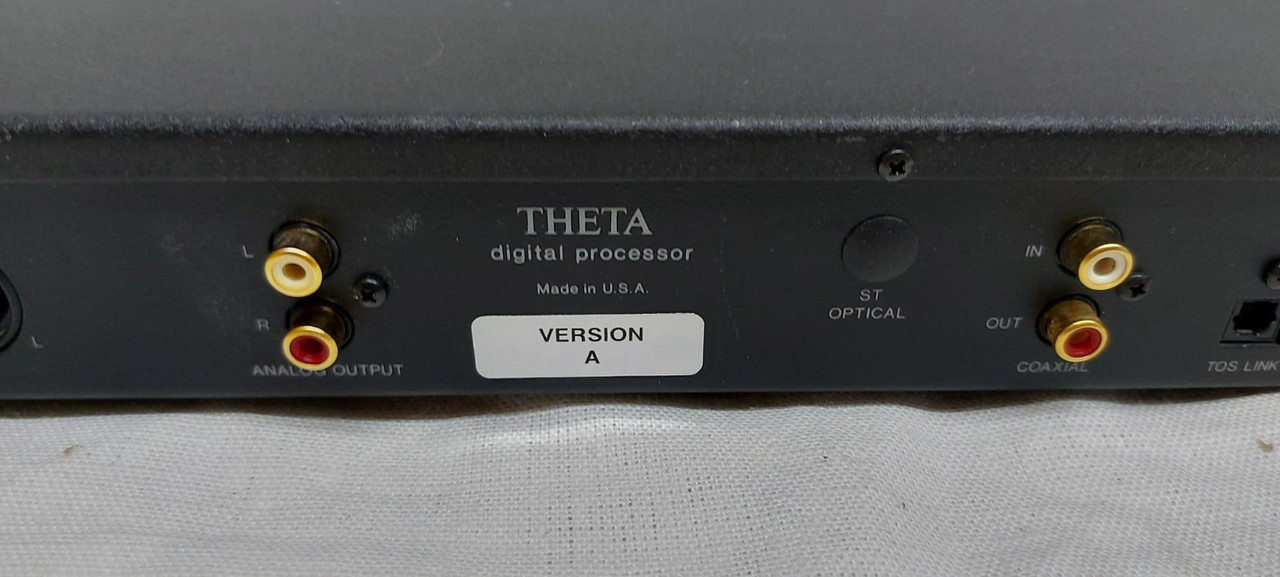 L
R
ANALOG OUTPUT
L
THETA
digital processor
Made in U.S.A.
VERSION
A
ST
OPTICAL
IN
OUT
COAXIAL
TOS LINK